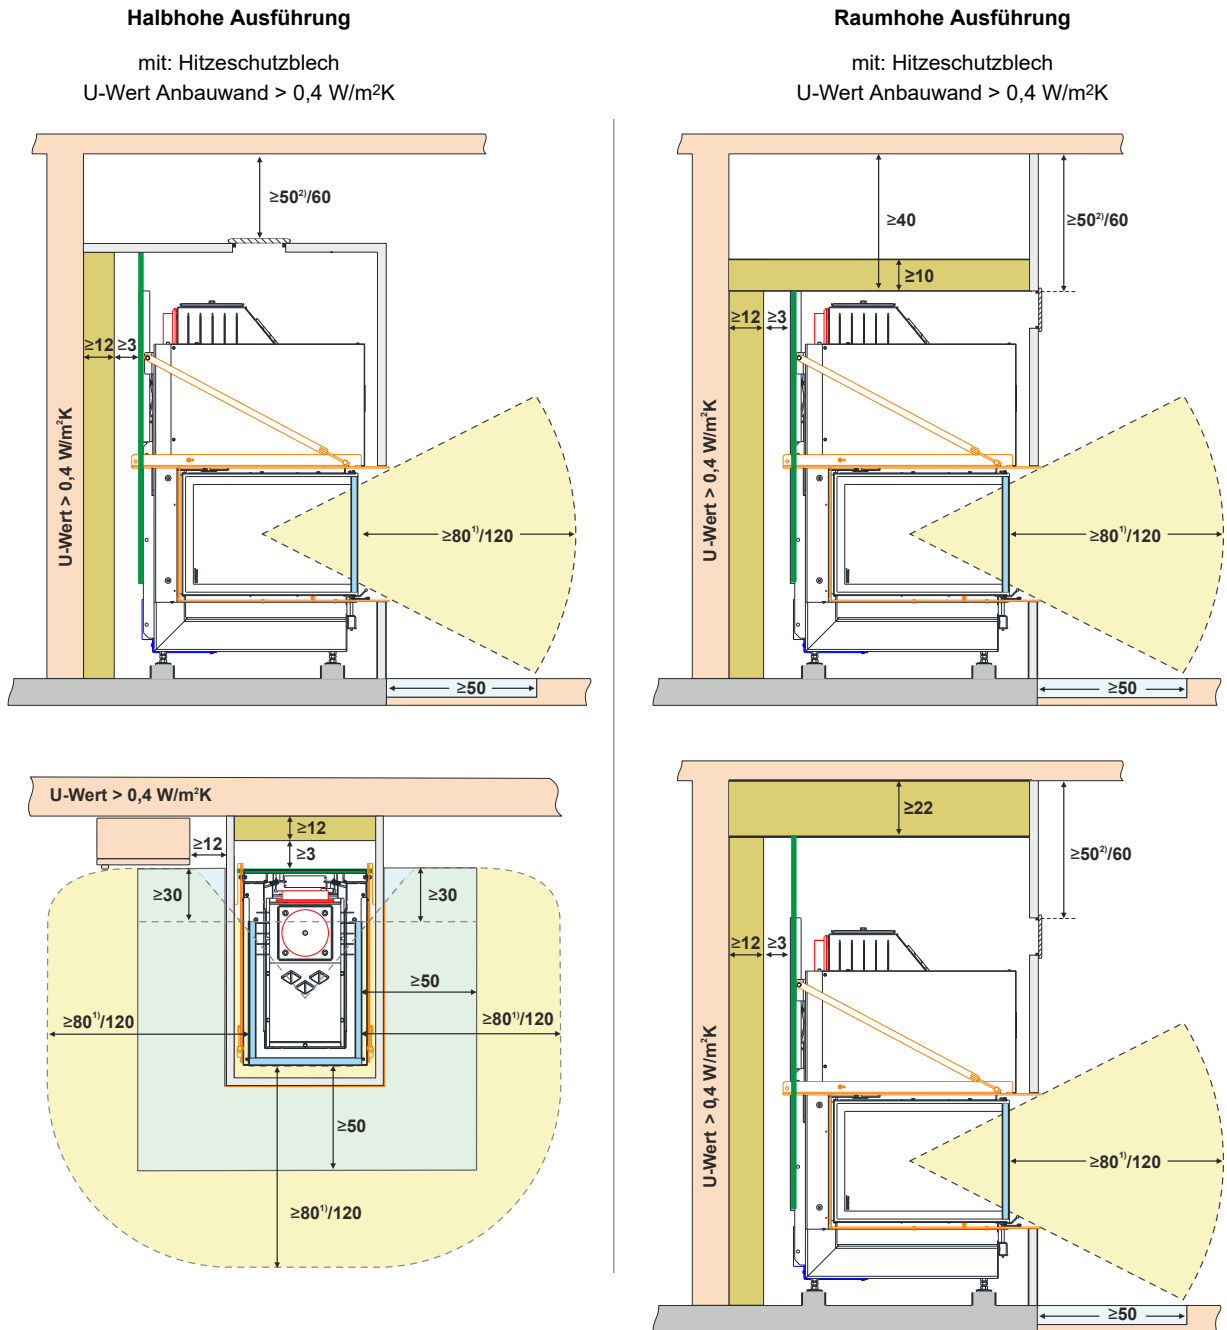 Halbhohe Ausführung
mit: Hitzeschutzblech
U-Wert Anbauwand > 0,4 W/m²K
≥50²⁾/60
≥12
≥3
U-Wert > 0,4 W/m²K
≥80¹⁾/120
≥50
U-Wert > 0,4 W/m²K
≥12
≥12
≥3
≥30
≥30
≥50
≥80¹⁾/120
≥80¹⁾/120
≥50
≥80¹⁾/120
Raumhohe Ausführung
mit: Hitzeschutzblech
U-Wert Anbauwand > 0,4 W/m²K
≥40
≥50²⁾/60
≥10
≥12
≥3
U-Wert > 0,4 W/m²K
≥80¹⁾/120
≥50
≥22
≥50²⁾/60
≥12
≥3
U-Wert > 0,4 W/m²K
≥80¹⁾/120
≥50